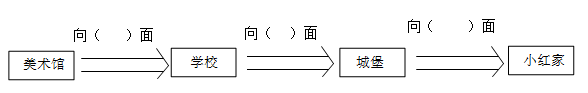 向（ ）面 向（ ）面 向（ ）面
美术馆 学校 城堡 小红家